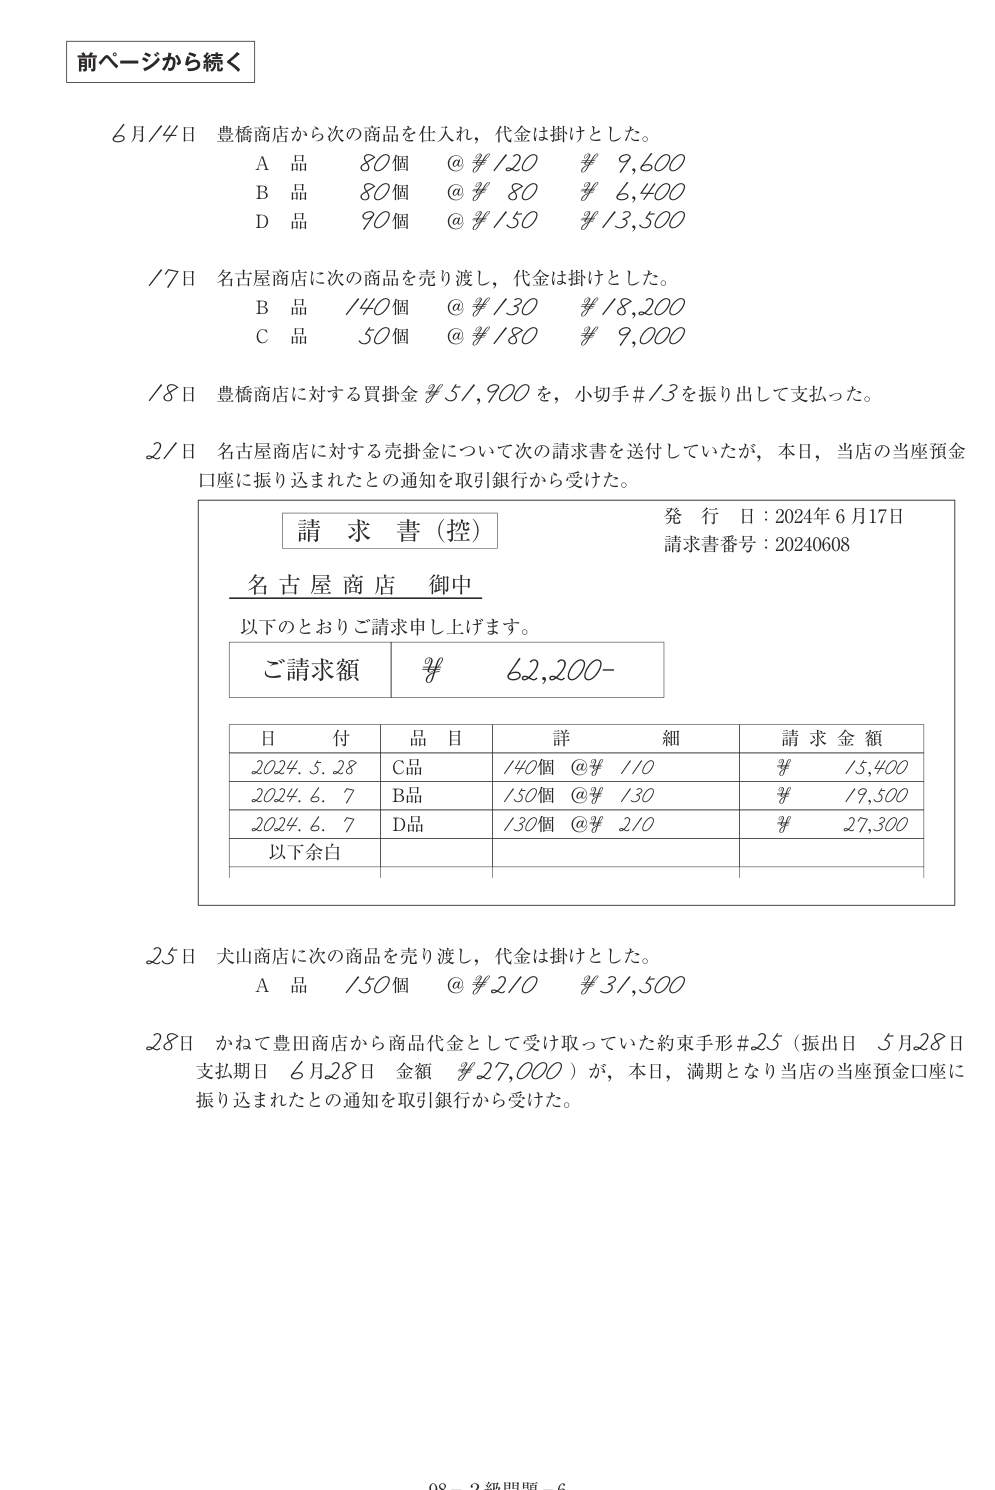 前ページから続く
6月14日　豊橋商店から次の商品を仕入れ，代金は掛けとした。
A　品　80個　@¥120　¥ 9,600
B　品　80個　@¥ 80　¥ 6,400
D　品　90個　@¥150　¥13,500
17日　名古屋商店に次の商品を売り渡し，代金は掛けとした。
B　品　140個　@¥130　¥18,200
C　品　50個　@¥180　¥ 9,000
18日　豊橋商店に対する買掛金¥51,900を，小切手#13を振り出して支払った。
21日　名古屋商店に対する売掛金について次の請求書を送付していたが，本日，当店の当座預金
口座に振り込まれたとの通知を取引銀行から受けた。
請　求　書（控）
発　行　日：2024年6月17日
請求書番号：20240608
名古屋商店　御中
以下のとおりご請求申し上げます。
ご請求額　¥　62,200-
日　付　品　目　詳　細　請求金額
2024. 5. 28　C品　140個　@¥ 110　¥ 15,400
2024. 6. 7　B品　150個　@¥ 130　¥ 19,500
2024. 6. 7　D品　130個　@¥ 210　¥ 27,300
以下余白
25日　犬山商店に次の商品を売り渡し，代金は掛けとした。
A　品　150個　@¥210　¥31,500
28日　かねて豊田商店から商品代金として受け取っていた約束手形#25（振出日　5月28日
支払期日　6月28日　金額　¥27,000）が，本日，満期となり当店の当座預金口座に
振り込まれたとの通知を取引銀行から受けた。
98－2級問題－6